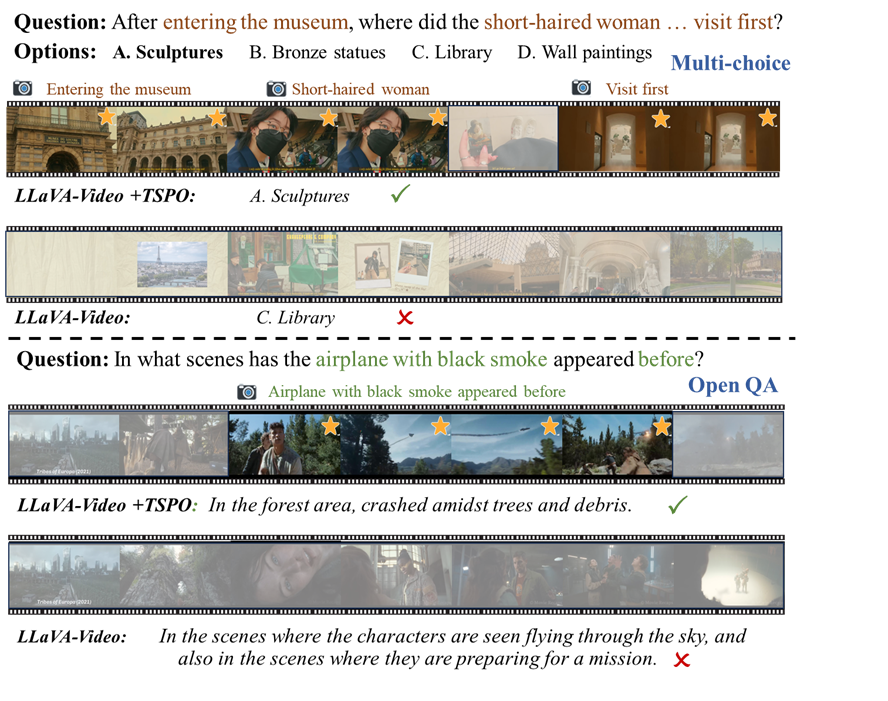 Question: After entering the museum, where did the short-haired woman … visit first?
Options: A. Sculptures B. Bronze statues C. Library D. Wall paintings
Multi-choice
Entering the museum Short-haired woman Visit first
LLaVA-Video +TSPO: A. Sculptures ✓
LLaVA-Video: C. Library ✗
Question: In what scenes has the airplane with black smoke appeared before?
Open QA
Airplane with black smoke appeared before
Tribes of Europa (2021)
LLaVA-Video +TSPO: In the forest area, crashed amidst trees and debris. ✓
Tribes of Europa (2021)
LLaVA-Video: In the scenes where the characters are seen flying through the sky, and
also in the scenes where they are preparing for a mission. ✗